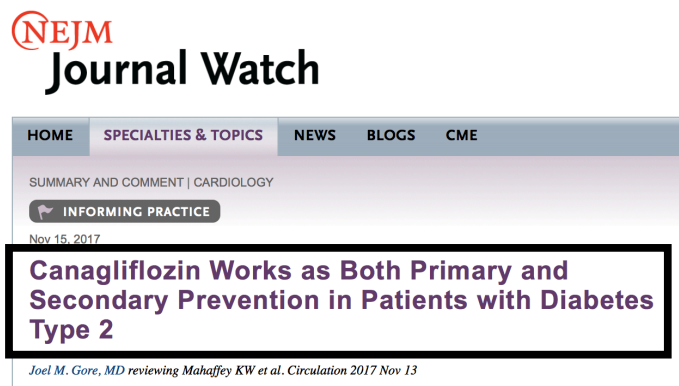 NEJM
Journal Watch
HOME SPECIALTIES & TOPICS NEWS BLOGS CME
SUMMARY AND COMMENT | CARDIOLOGY
INFORMING PRACTICE
Nov 15, 2017
Canagliflozin Works as Both Primary and
Secondary Prevention in Patients with Diabetes
Type 2
Joel M. Gore, MD reviewing Mahaffey KW et al. Circulation 2017 Nov 13